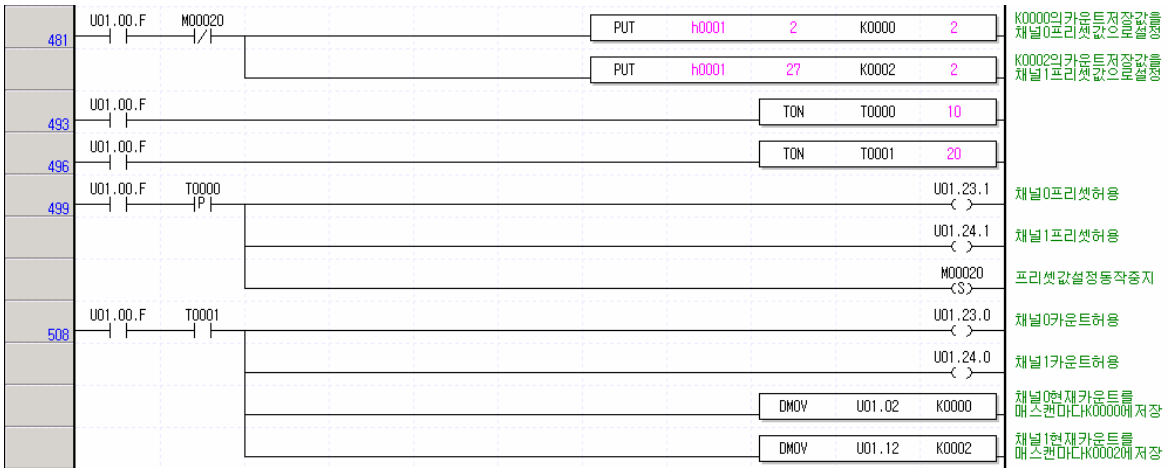 U01.00.F M00020 PUT h0001 2 K0000 2 K0000의카운트저장값을
채널0프리셋값으로설정
481
PUT h0001 27 K0002 2 K0002의카운트저장값을
채널1프리셋값으로설정
U01.00.F
493 TON T0000 10
U01.00.F
496 TON T0001 20
U01.00.F T0000 U01.23.1
499 P 채널0프리셋허용
U01.24.1
채널1프리셋허용
M00020
S 프리셋값설정동작중지
U01.00.F T0001 U01.23.0
508 채널0카운트허용
U01.24.0
채널1카운트허용
DMOV U01.02 K0000 채널0현재카운트를
매스캔마다K0000에저장
DMOV U01.12 K0002 채널1현재카운트를
매스캔마다K0002에저장